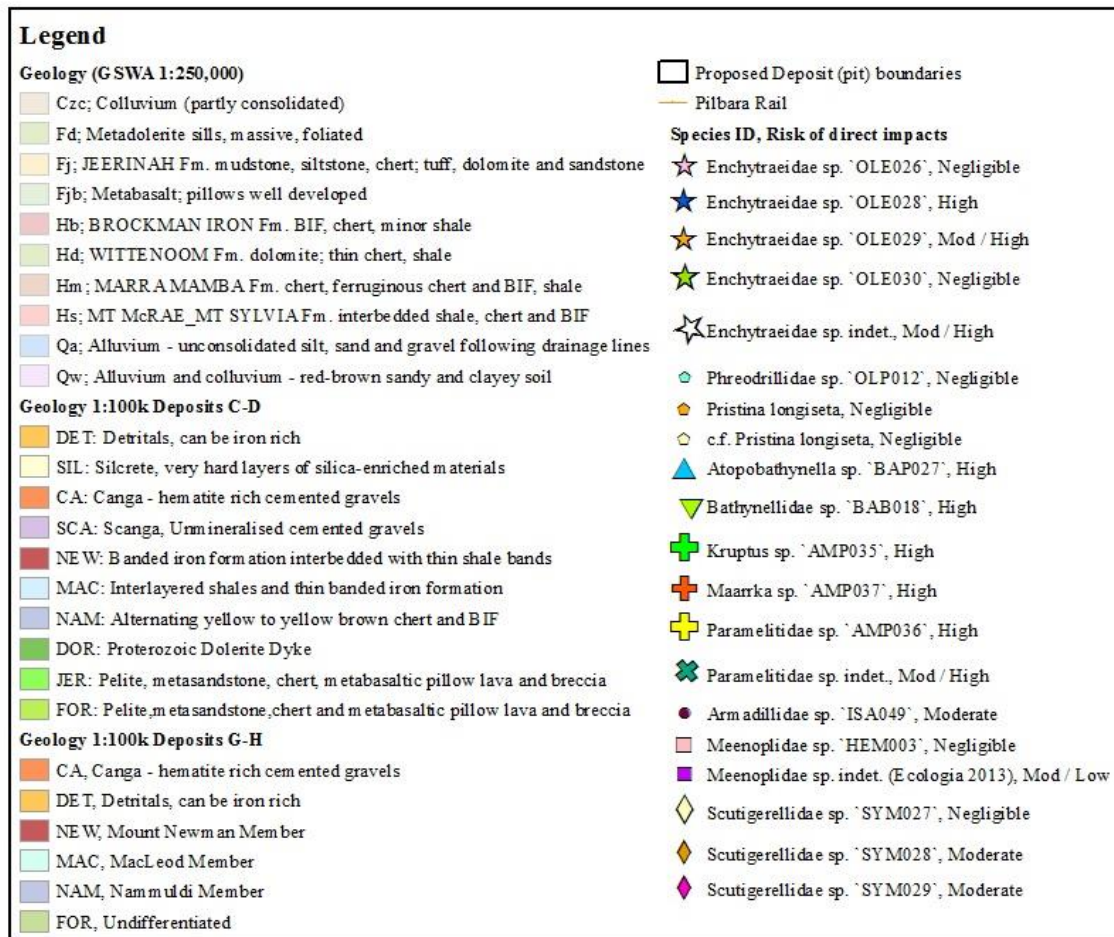 Legend
Geology (GSWA 1:250,000)
Czc; Colluvium (partly consolidated)
Fd; Metadolerite sills, massive, foliated
Fj; JEERINAH Fm. mudstone, siltstone, chert; tuff, dolomite and sandstone
Fjb; Metabasalt; pillows well developed
Hb; BROCKMAN IRON Fm. BIF, chert, minor shale
Hd; WITTENOOM Fm. dolomite; thin chert, shale
Hm; MARRA MAMBA Fm. chert, ferruginous chert and BIF, shale
Hs; MT McRAE_MT SYLVIA Fm. interbedded shale, chert and BIF
Qa; Alluvium - unconsolidated silt, sand and gravel following drainage lines
Qw; Alluvium and colluvium - red-brown sandy and clayey soil
Geology 1:100k Deposits C-D
DET: Detritals, can be iron rich
SIL: Silcrete, very hard layers of silica-enriched materials
CA: Canga - hematite rich cemented gravels
SCA: Scanga, Unmineralised cemented gravels
NEW: Banded iron formation interbedded with thin shale bands
MAC: Interlayered shales and thin banded iron formation
NAM: Alternating yellow to yellow brown chert and BIF
DOR: Proterozoic Dolerite Dyke
JER: Pelite, metasandstone, chert, metabasaltic pillow lava and breccia
FOR: Pelite,metasandstone,chert and metabasaltic pillow lava and breccia
Geology 1:100k Deposits G-H
CA, Canga - hematite rich cemented gravels
DET, Detritals, can be iron rich
NEW, Mount Newman Member
MAC, MacLeod Member
NAM, Nammuldi Member
FOR, Undifferentiated
Proposed Deposit (pit) boundaries
Pilbara Rail
Species ID, Risk of direct impacts
Enchytraeidae sp. `OLE026`, Negligible
Enchytraeidae sp. `OLE028`, High
Enchytraeidae sp. `OLE029`, Mod / High
Enchytraeidae sp. `OLE030`, Negligible
Enchytraeidae sp. indet., Mod / High
Phreodrillidae sp. `OLP012`, Negligible
Pristina longiseta, Negligible
c.f. Pristina longiseta, Negligible
Atopobathynella sp. `BAP027`, High
Bathynellidae sp. `BAB018`, High
Kruptus sp. `AMP035`, High
Maarrka sp. `AMP037`, High
Paramelitidae sp. `AMP036`, High
Paramelitidae sp. indet., Mod / High
Armadillidae sp. `ISA049`, Moderate
Meenoplidae sp. `HEM003`, Negligible
Meenoplidae sp. indet. (Ecologia 2013), Mod / Low
Scutigerellidae sp. `SYM027`, Negligible
Scutigerellidae sp. `SYM028`, Moderate
Scutigerellidae sp. `SYM029`, Moderate